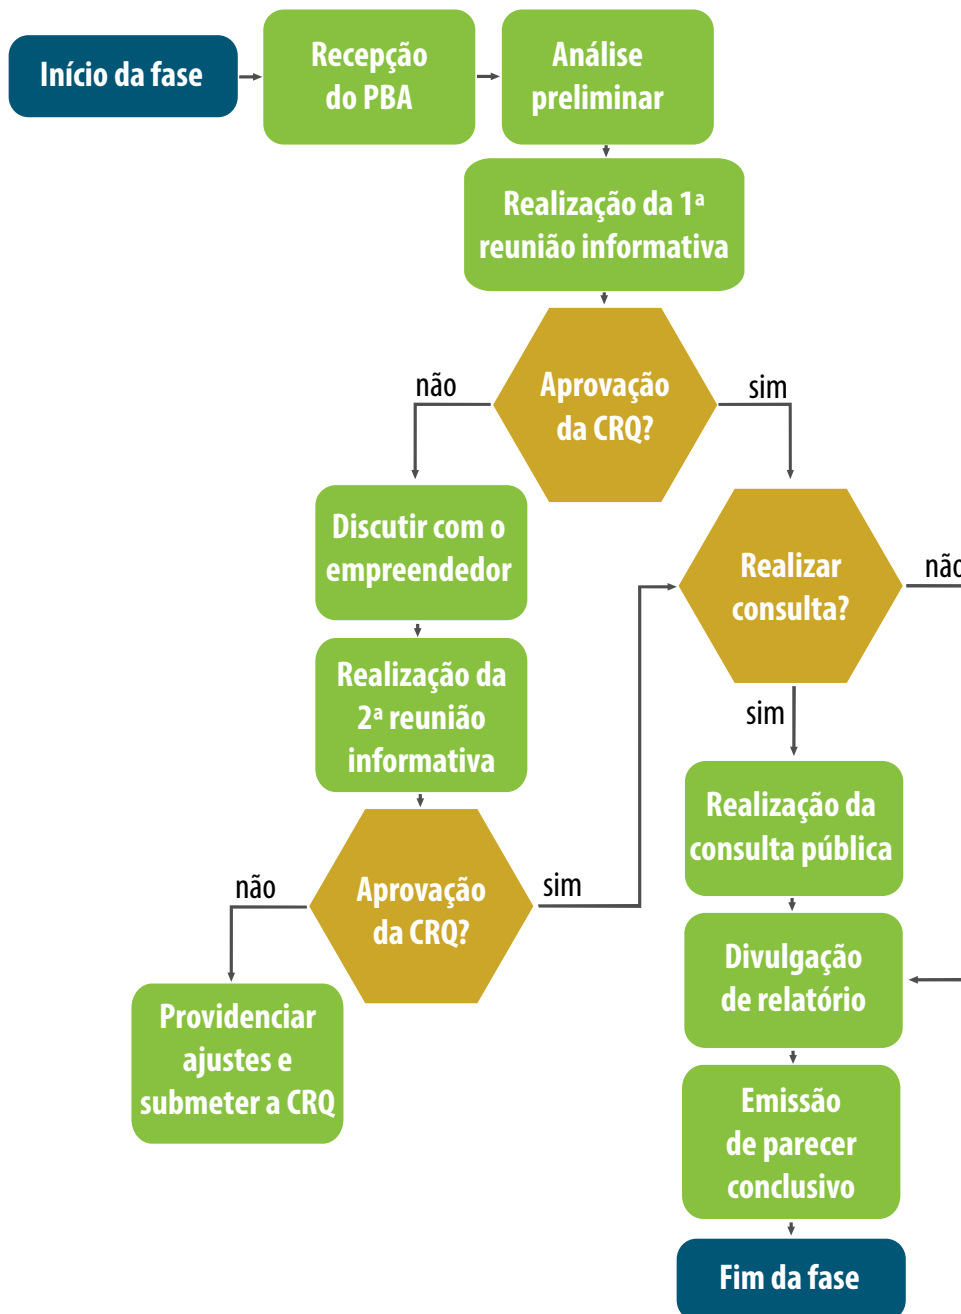 Início da fase
Recepção
do PBA
Análise
preliminar
Realização da 1ª
reunião informativa
Aprovação
da CRQ?
não
sim
Discutir com o
empreendedor
Realizar
consulta?
não
Realização da
2ª reunião
informativa
sim
Realização da
consulta pública
Aprovação
da CRQ?
não
sim
Divulgação
de relatório
Providenciar
ajustes e
submeter a CRQ
Emissão
de parecer
conclusivo
Fim da fase